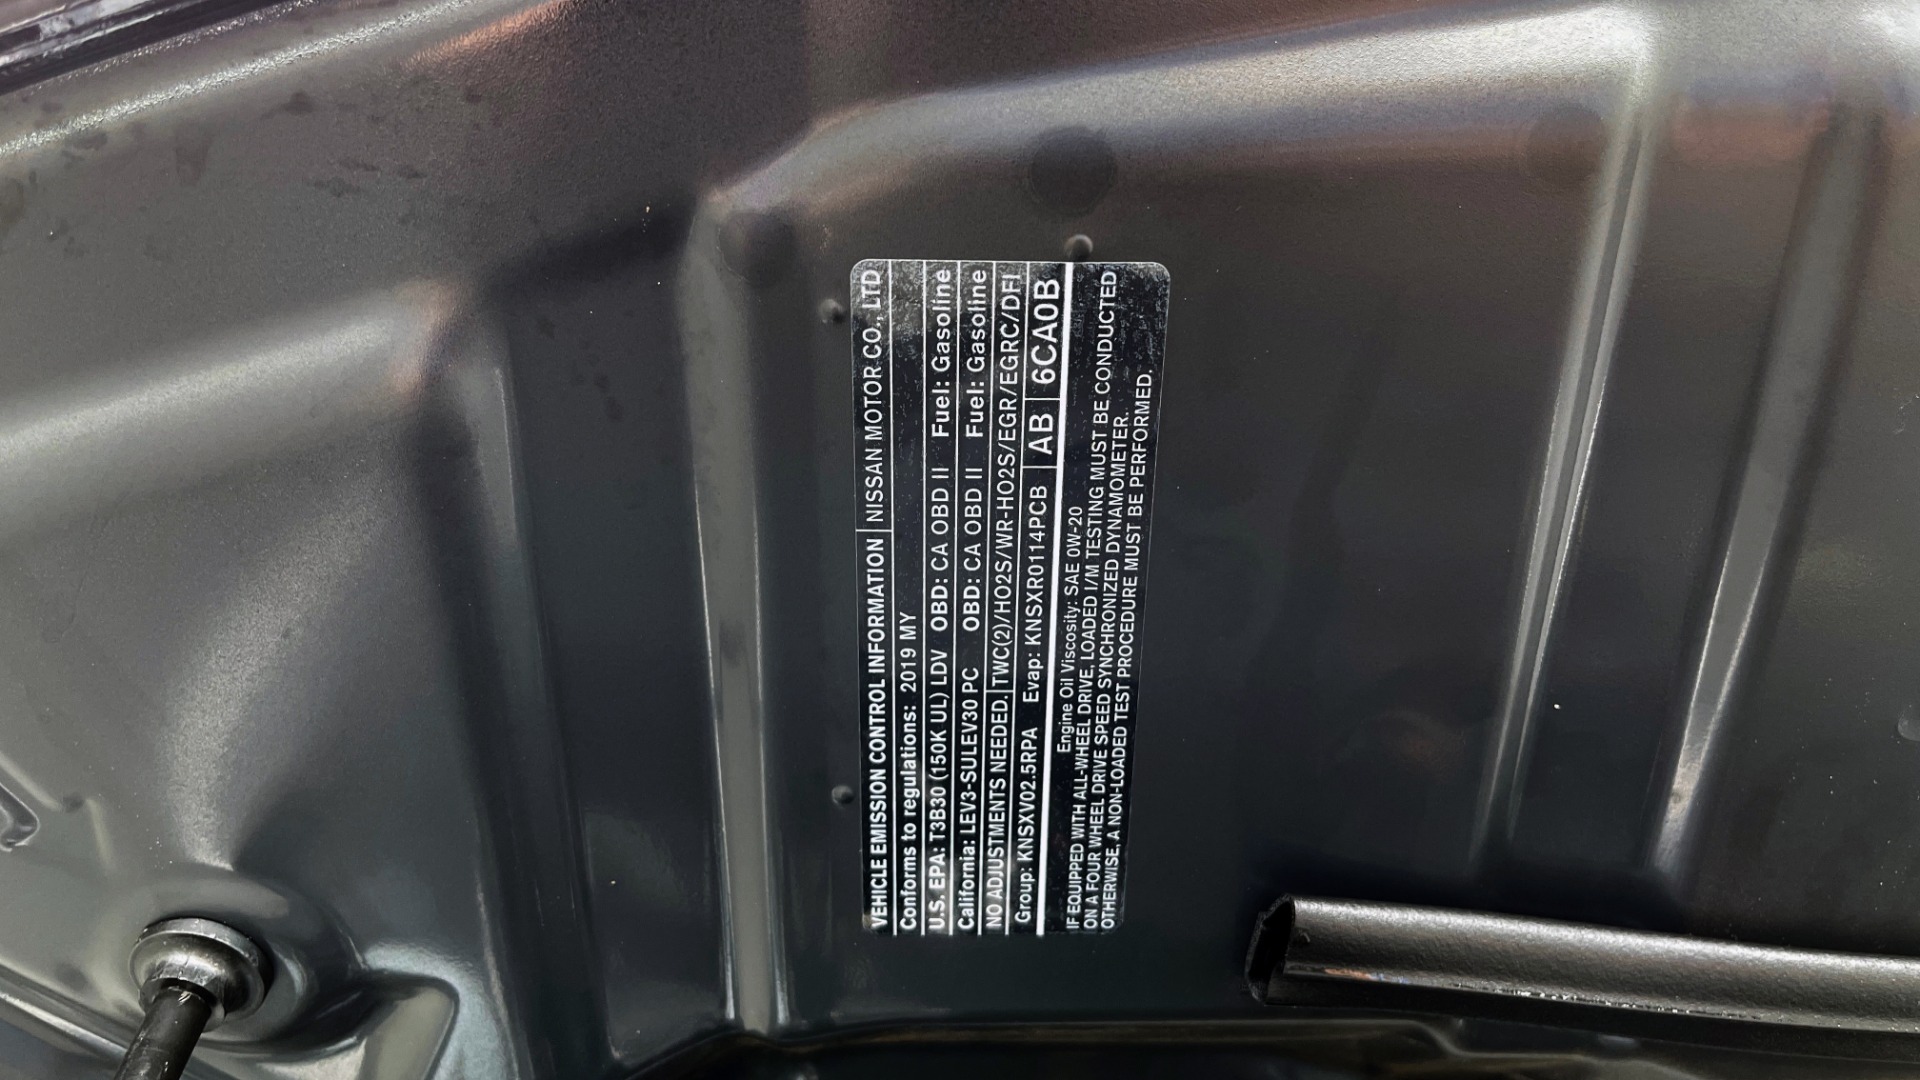 VEHICLE EMISSION CONTROL INFORMATION NISSAN MOTOR CO., LTD
Conforms to regulations: 2019 MY
U.S. EPA: T3B30 (150K UL) LDV OBD: CA OBD II Fuel: Gasoline
California: LEV3-SULEV30 PC OBD: CA OBD II Fuel: Gasoline
NO ADJUSTMENTS NEEDED. TWC(2)/HO2S/WR-HO2S/EGR/EGRC/DFI
Group: KNSXV02.5RPA Evap: KNSXR0114PCB AB 6CA0B
Engine Oil Viscosity: SAE 0W-20
IF EQUIPPED WITH ALL-WHEEL DRIVE, LOADED I/M TESTING MUST BE CONDUCTED
ON A FOUR WHEEL DRIVE SPEED SYNCHRONIZED DYNAMOMETER.
OTHERWISE, A NON-LOADED TEST PROCEDURE MUST BE PERFORMED.